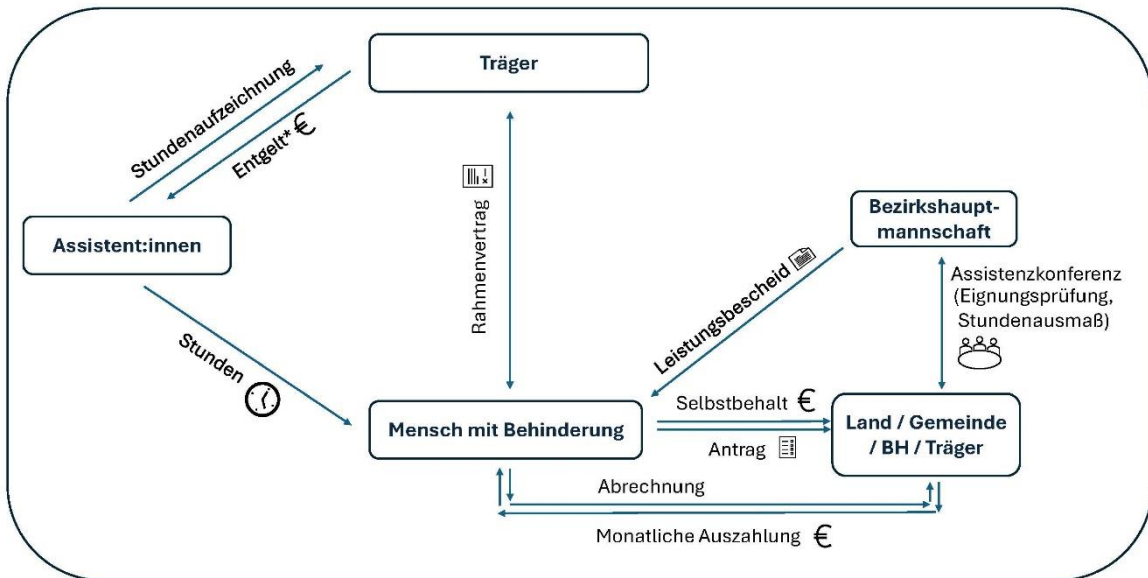 Träger
Stundenaufzeichnung
Entgelt* €
Assistent:innen
Rahmenvertrag
Bezirkshaupt-
mannschaft
Leistungsbescheid
Assistenzkonferenz
(Eignungsprüfung,
Stundenausmaß)
Stunden
Mensch mit Behinderung
Selbstbehalt €
Antrag
Land / Gemeinde
/ BH / Träger
Abrechnung
Monatliche Auszahlung €